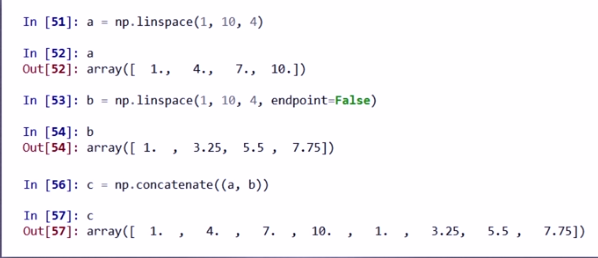 In [51]: a = np.linspace(1, 10, 4)
In [52]: a
Out[52]: array([  1.,   4.,   7.,  10.])
In [53]: b = np.linspace(1, 10, 4, endpoint=False)
In [54]: b
Out[54]: array([ 1.  ,  3.25,  5.5 ,  7.75])
In [56]: c = np.concatenate((a, b))
In [57]: c
Out[57]: array([  1.  ,   4.  ,   7.  ,  10.  ,   1.  ,   3.25,   5.5 ,   7.75])